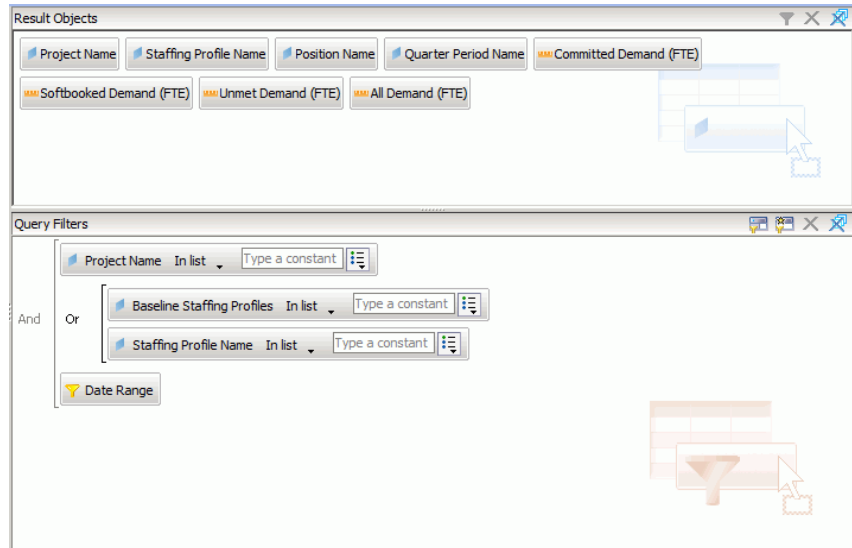 Result Objects
Project Name Staffing Profile Name Position Name Quarter Period Name Committed Demand (FTE)
Softbooked Demand (FTE) Unmet Demand (FTE) All Demand (FTE)
Query Filters
Project Name In list Type a constant
And Or Baseline Staffing Profiles In list Type a constant
Staffing Profile Name In list Type a constant
Date Range